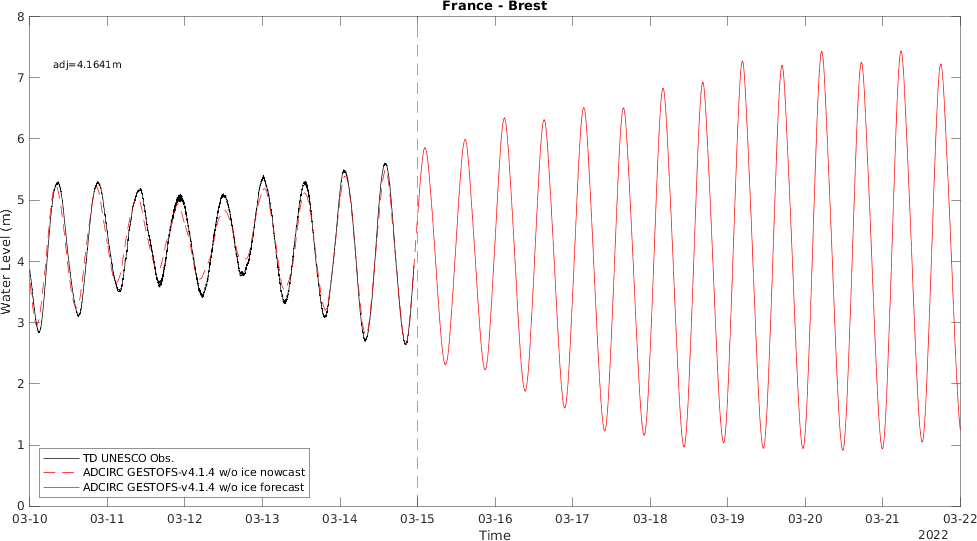 France - Brest
adj=4.1641m
8
7
6
5
4
3
2
1
0
Water Level (m)
TD UNESCO Obs.
ADCIRC GESTOFS-v4.1.4 w/o ice nowcast
ADCIRC GESTOFS-v4.1.4 w/o ice forecast
03-10 03-11 03-12 03-13 03-14 03-15 03-16 03-17 03-18 03-19 03-20 03-21 03-22
Time
2022